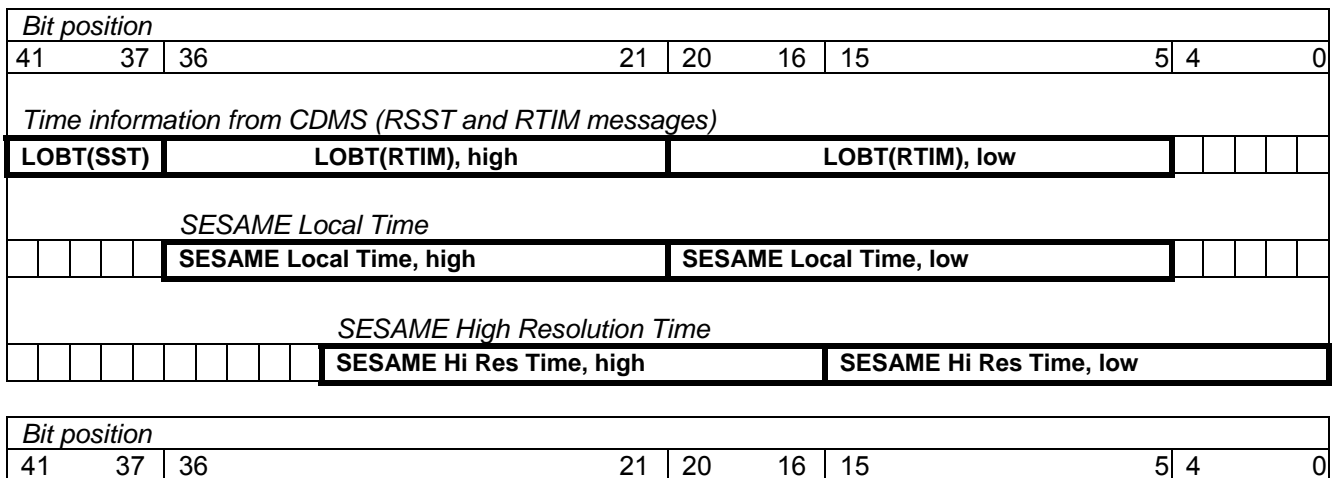 Bit position
41 37 36 21 20 16 15 5 4 0
Time information from CDMS (RSST and RTIM messages)
LOBT(SST) LOBT(RTIM), high LOBT(RTIM), low
SESAME Local Time
SESAME Local Time, high SESAME Local Time, low
SESAME High Resolution Time
SESAME Hi Res Time, high SESAME Hi Res Time, low
Bit position
41 37 36 21 20 16 15 5 4 0